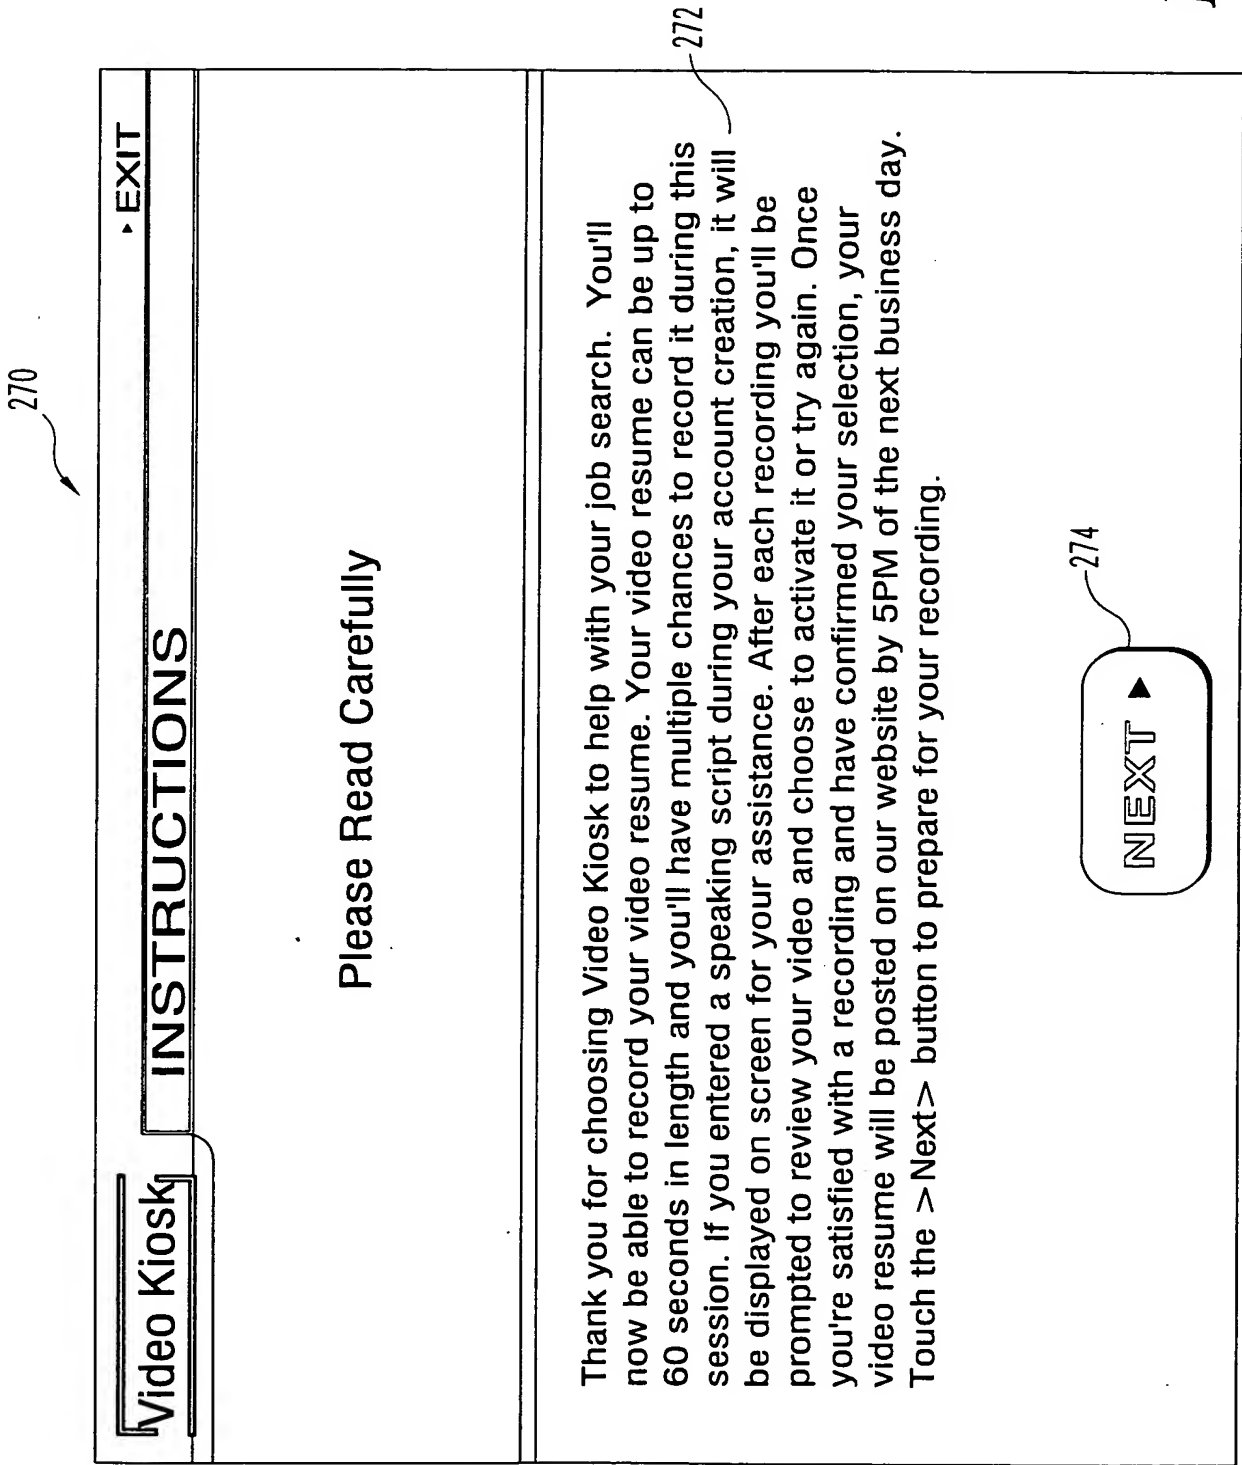 270
Video Kiosk
INSTRUCTIONS
▸ EXIT
Please Read Carefully
Thank you for choosing Video Kiosk to help with your job search. You'll
now be able to record your video resume. Your video resume can be up to
60 seconds in length and you'll have multiple chances to record it during this
session. If you entered a speaking script during your account creation, it will
be displayed on screen for your assistance. After each recording you'll be
prompted to review your video and choose to activate it or try again. Once
you're satisfied with a recording and have confirmed your selection, your
video resume will be posted on our website by 5PM of the next business day.
Touch the >Next> button to prepare for your recording.
272
NEXT ▸
274